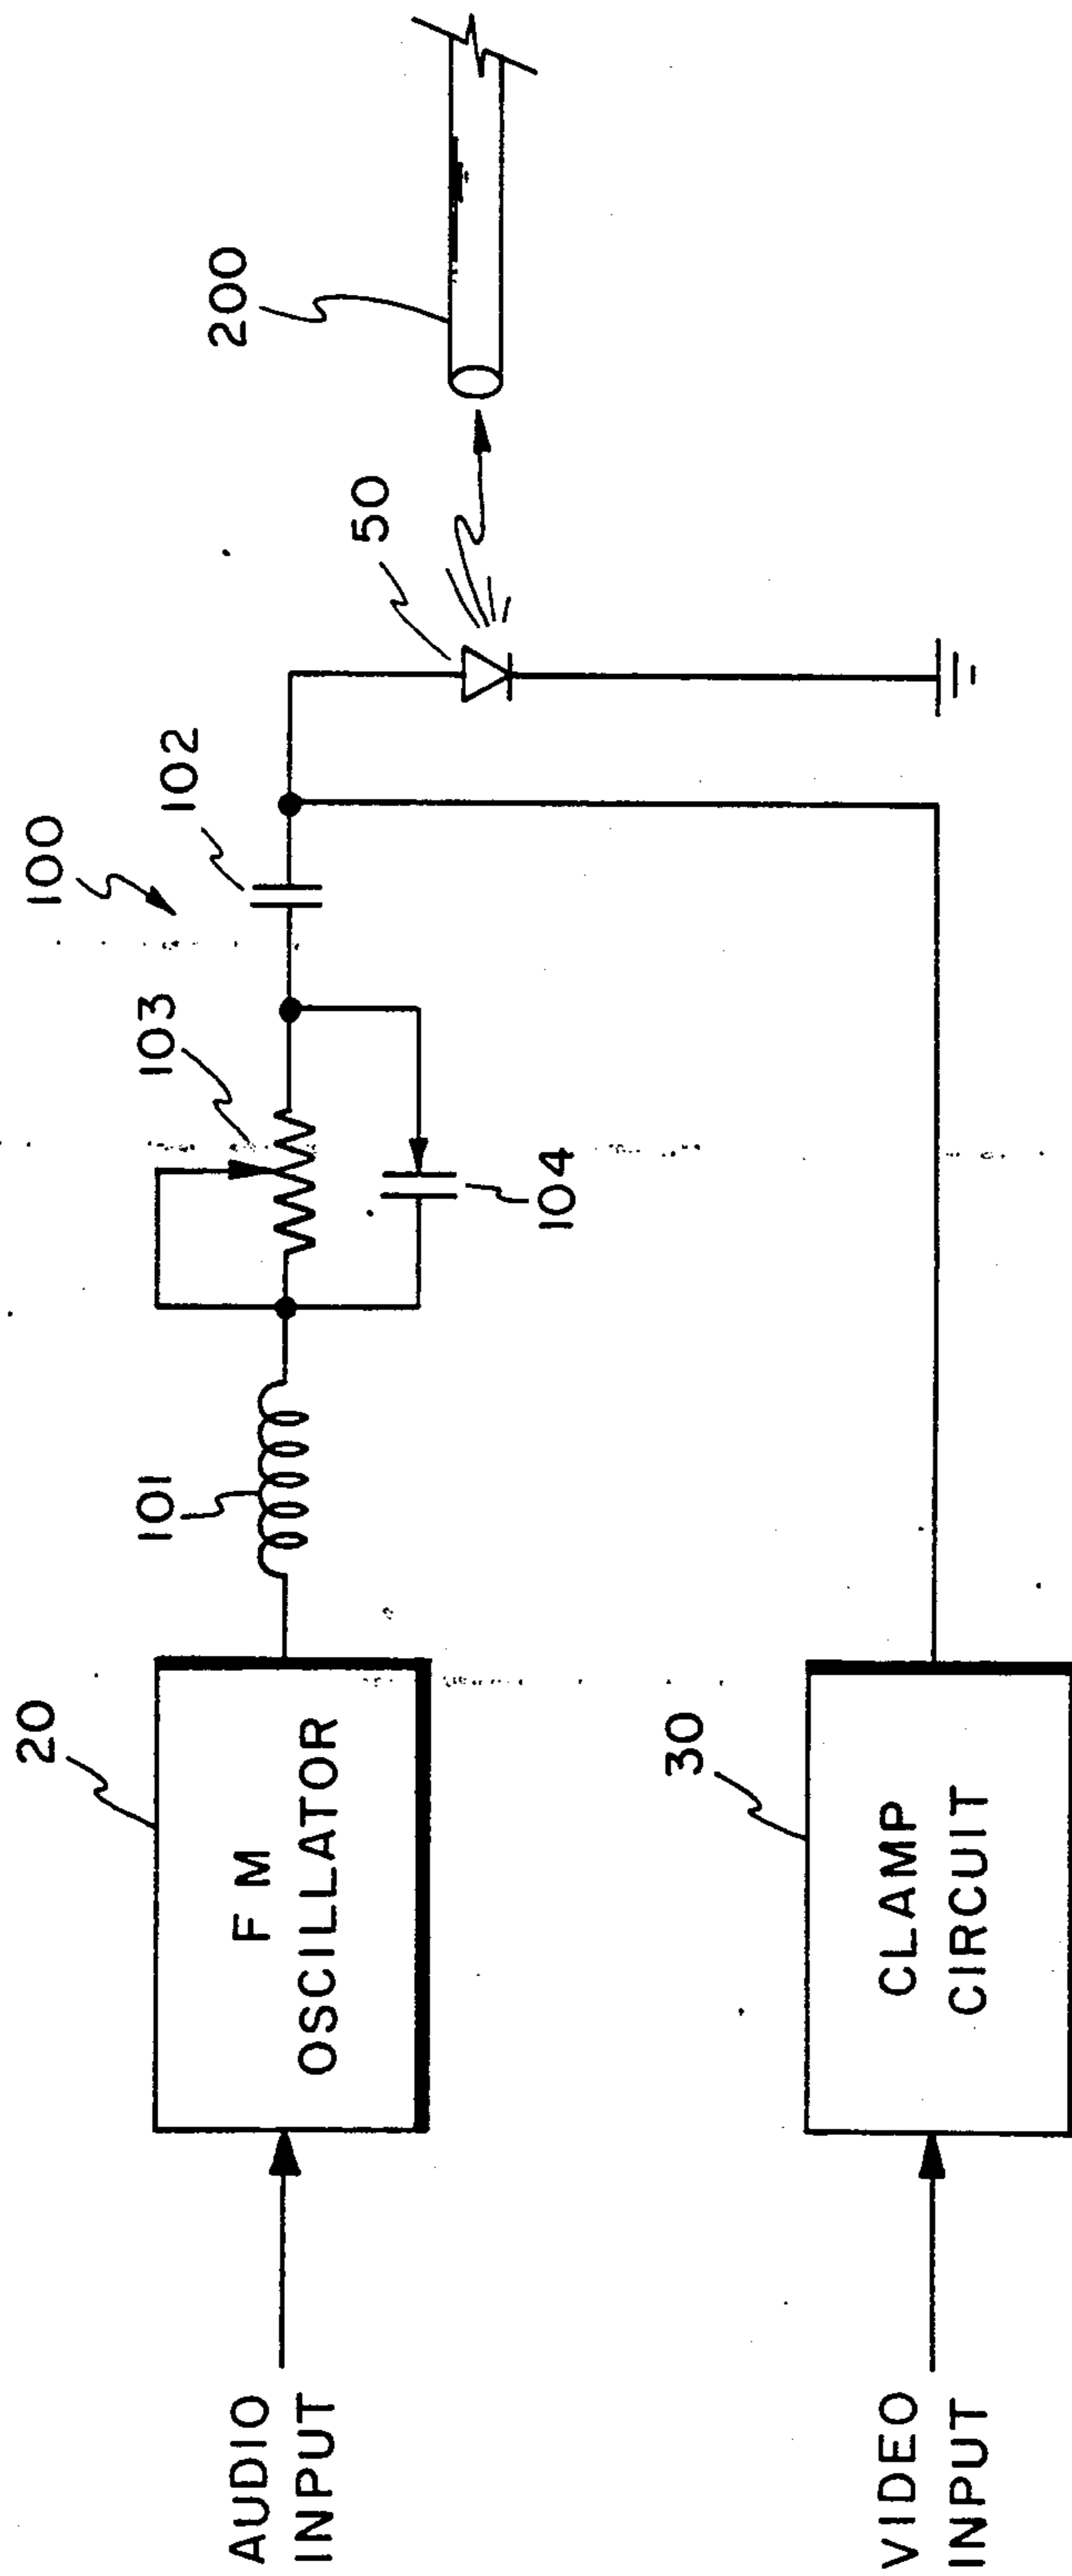 AUDIO
INPUT
20
F M
OSCILLATOR
101
103
104
100
102
50
200
VIDEO
INPUT
30
CLAMP
CIRCUIT